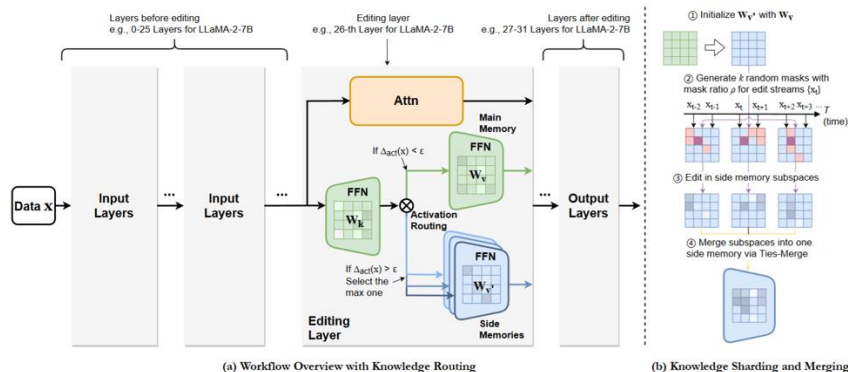 Layers before editing
e.g., 0-25 Layers for LLaMA-2-7B
Editing layer
e.g., 26-th Layer for LLaMA-2-7B
Layers after editing
e.g., 27-31 Layers for LLaMA-2-7B
Data x
Input
Layers
...
Input
Layers
...
Attn
Main
Memory
If Δact(x) < ε
FFN
Wv
FFN
Wk
Activation
Routing
If Δact(x) > ε
Select the
max one
FFN
Wv'
Side
Memories
Editing
Layer
...
Output
Layers
(a) Workflow Overview with Knowledge Routing
① Initialize Wv' with Wv
② Generate k random masks with
mask ratio ρ for edit streams {xt}
xt-2 xt-1 xt xt+1 xt+2 xt+3 ... T
(time)
③ Edit in side memory subspaces
④ Merge subspaces into one
side memory via Ties-Merge
(b) Knowledge Sharding and Merging